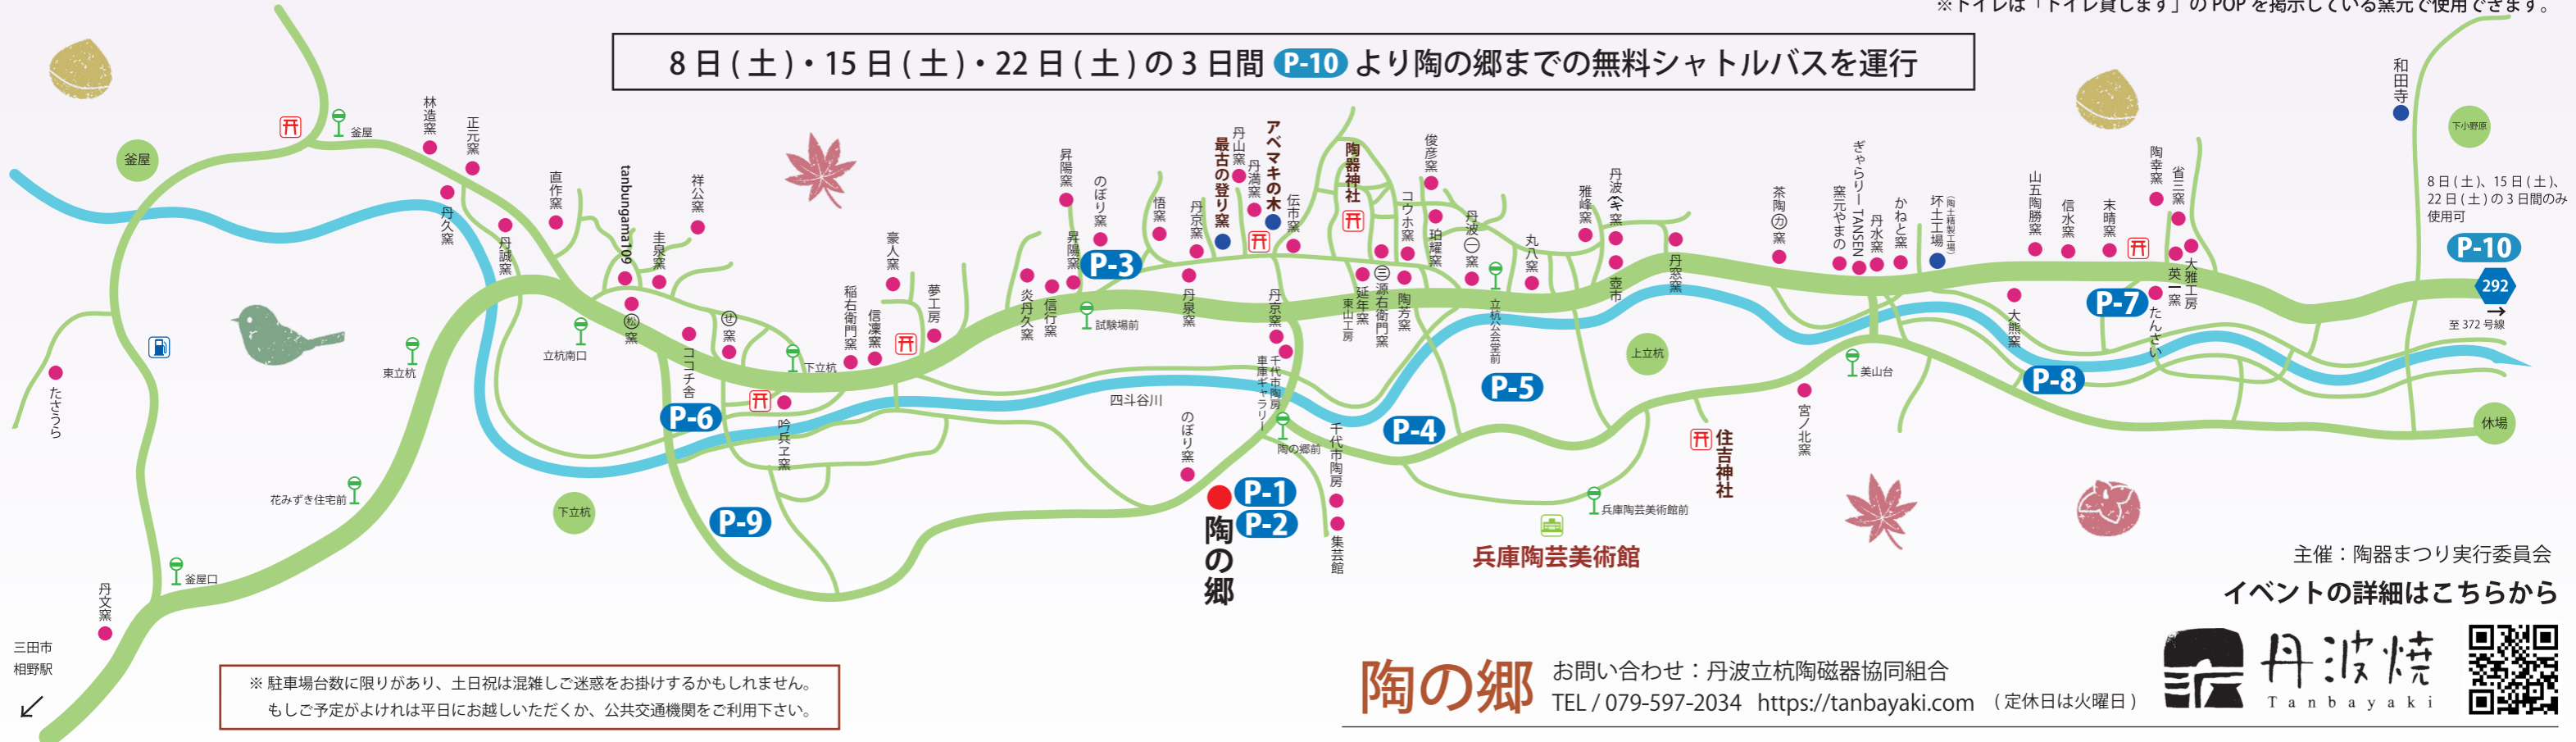 ※トイレは「トイレ貸します」の POP を掲示している窯元で使用できます。
8 日 ( 土 )・15 日 ( 土 )・22 日 ( 土 ) の 3 日間 P-10 より陶の郷までの無料シャトルバスを運行
釜屋
釜屋
林造窯
正元窯
丹久窯
丹誠窯
直作窯
tanbungama109
圭泉窯
祥公窯
㊂松窯
立杭南口
東立杭
ココチ舎
セ窯
下立杭
稲右衛門窯
信凜窯
豪人窯
夢工房
P-6
吟兵ヱ窯
炎丹久窯
信行窯
昇陽窯
昇陽窯
のぼり窯
P-3
試験場前
悟窯
丹京窯
丹泉窯
最古の登り窯
丹山窯
丹満窯
アベマキの木
伝市窯
丹京窯
千代市陶房
車庫ギャラリー
陶器神社
延年窯
東山工房
㊂源右衛門窯
コウホ窯
陶芳窯
俊彦窯
珀耀窯
丹波㊀窯
立杭公会堂前
丸八窯
雅峰窯
壺市
丹窓窯
茶陶カ窯
窯元やまの
ぎゃらりー TANSEN
丹水窯
かねと窯
坏土工場
(陶土精製工場)
山五陶勝窯
信水窯
末晴窯
陶幸窯
省三窯
英一窯
大雅工房
P-7
たんさい
大熊窯
P-8
和田寺
下小野原
8 日 ( 土 )、15 日 ( 土 )、
22 日 ( 土 ) の 3 日間のみ
使用可
P-10
292
至 372 号線
休場
四斗谷川
のぼり窯
陶の郷前
千代市陶房
集芸館
P-4
P-5
上立杭
美山台
宮ノ北窯
住吉神社
兵庫陶芸美術館前
兵庫陶芸美術館
P-1
P-2
陶の郷
P-9
下立杭
たさうら
花みずき住宅前
釜屋口
丹文窯
三田市
相野駅
※ 駐車場台数に限りがあり、土日祝は混雑しご迷惑をお掛けするかもしれません。
もしご予定がよければ平日にお越しいただくか、公共交通機関をご利用下さい。
主催：陶器まつり実行委員会
イベントの詳細はこちらから
陶の郷
お問い合わせ：丹波立杭陶磁器協同組合
TEL / 079-597-2034 https://tanbayaki.com ( 定休日は火曜日 )
丹波焼
Tanbayaki